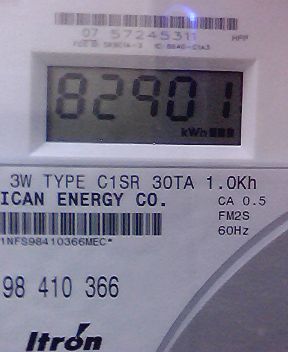 07 57245311 HPP
82901
kWh
3W TYPE C1SR 30TA 1.0Kh
ICAN ENERGY CO. CA 0.5
FM2S
60Hz
1NFS98410366MEC*
98 410 366
Itron